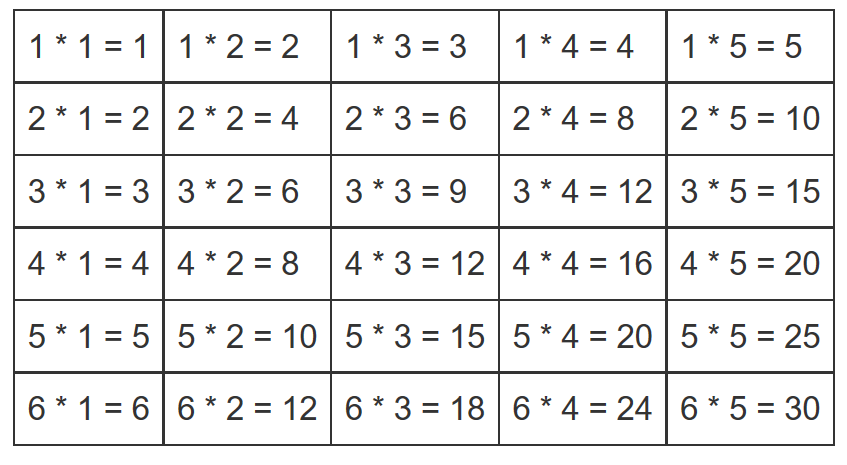 1 * 1 = 1 1 * 2 = 2 1 * 3 = 3 1 * 4 = 4 1 * 5 = 5
2 * 1 = 2 2 * 2 = 4 2 * 3 = 6 2 * 4 = 8 2 * 5 = 10
3 * 1 = 3 3 * 2 = 6 3 * 3 = 9 3 * 4 = 12 3 * 5 = 15
4 * 1 = 4 4 * 2 = 8 4 * 3 = 12 4 * 4 = 16 4 * 5 = 20
5 * 1 = 5 5 * 2 = 10 5 * 3 = 15 5 * 4 = 20 5 * 5 = 25
6 * 1 = 6 6 * 2 = 12 6 * 3 = 18 6 * 4 = 24 6 * 5 = 30